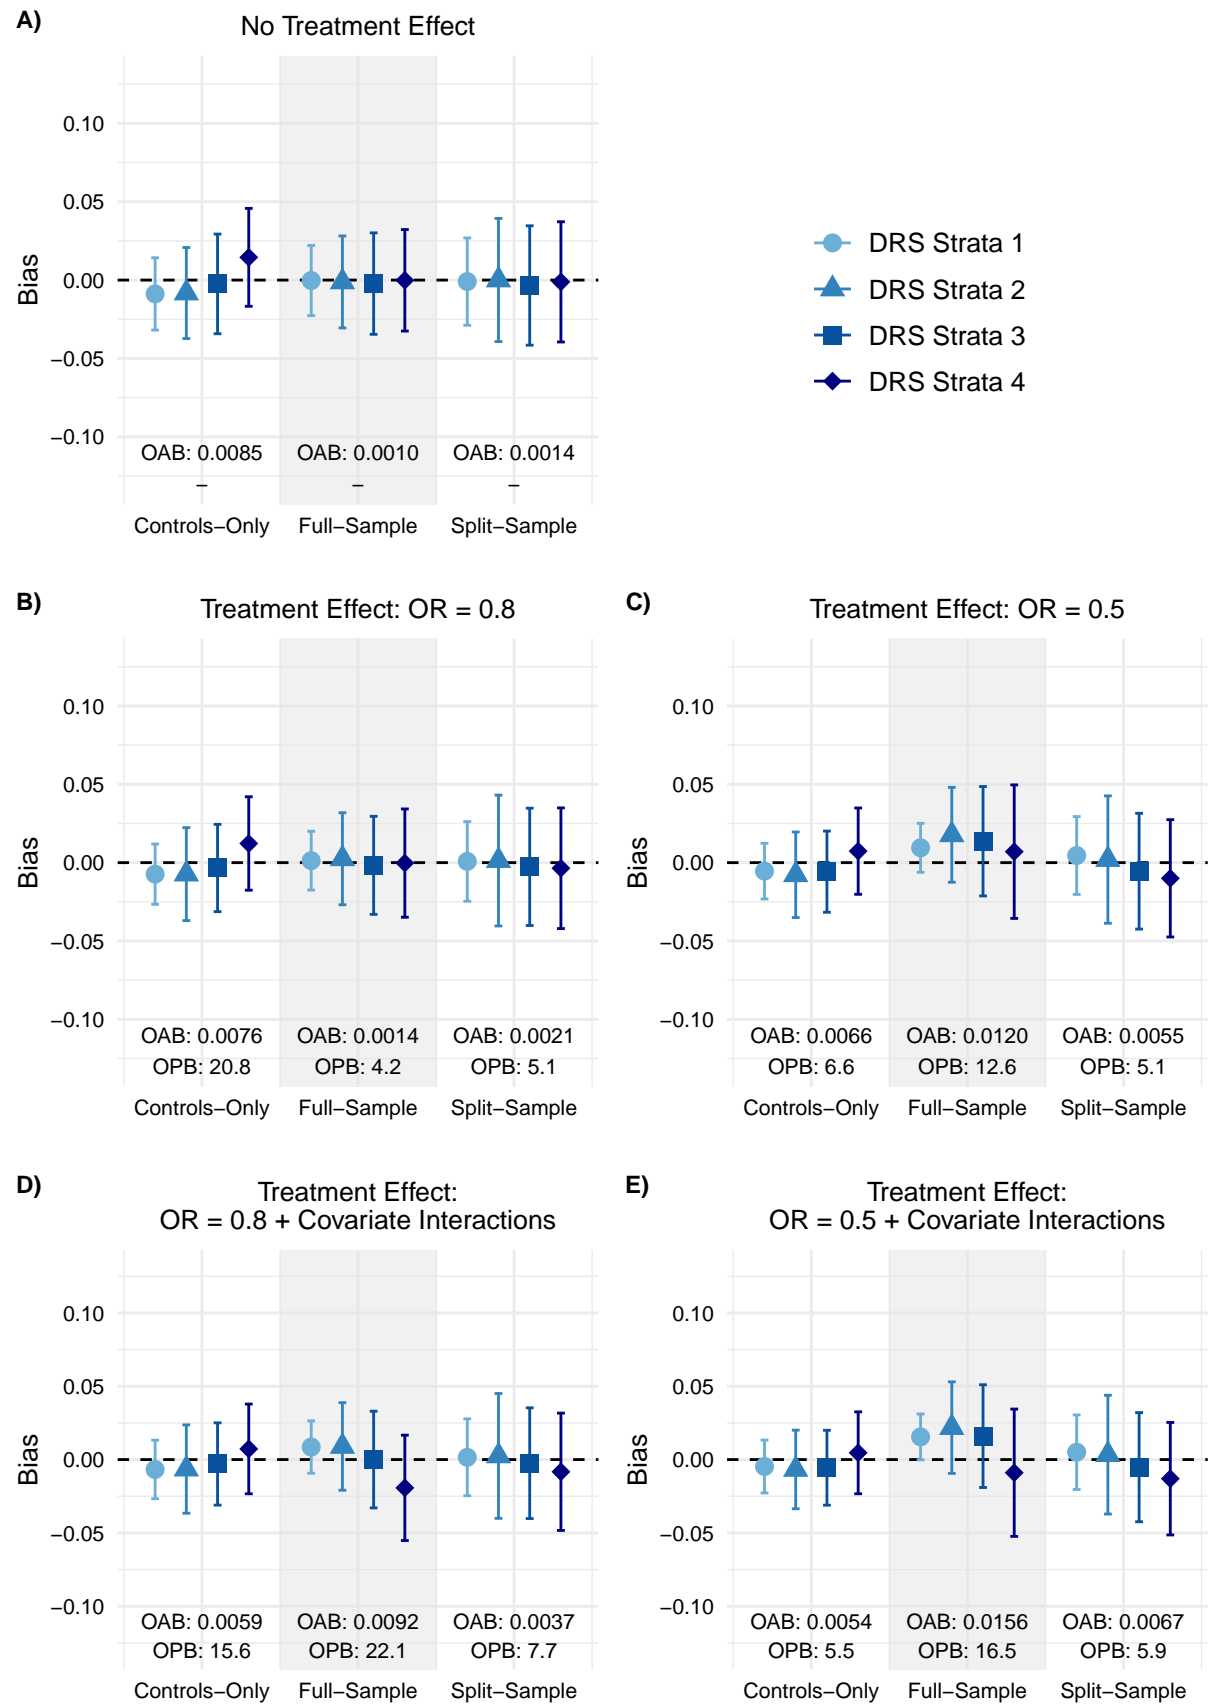 A)
No Treatment Effect
Bias
0.10
0.05
0.00
−0.05
−0.10
OAB: 0.0085 OAB: 0.0010 OAB: 0.0014
– – –
Controls−Only Full−Sample Split−Sample
DRS Strata 1
DRS Strata 2
DRS Strata 3
DRS Strata 4
B)
Treatment Effect: OR = 0.8
Bias
0.10
0.05
0.00
−0.05
−0.10
OAB: 0.0076 OAB: 0.0014 OAB: 0.0021
OPB: 20.8 OPB: 4.2 OPB: 5.1
Controls−Only Full−Sample Split−Sample
C)
Treatment Effect: OR = 0.5
Bias
0.10
0.05
0.00
−0.05
−0.10
OAB: 0.0066 OAB: 0.0120 OAB: 0.0055
OPB: 6.6 OPB: 12.6 OPB: 5.1
Controls−Only Full−Sample Split−Sample
D)
Treatment Effect:
OR = 0.8 + Covariate Interactions
Bias
0.10
0.05
0.00
−0.05
−0.10
OAB: 0.0059 OAB: 0.0092 OAB: 0.0037
OPB: 15.6 OPB: 22.1 OPB: 7.7
Controls−Only Full−Sample Split−Sample
E)
Treatment Effect:
OR = 0.5 + Covariate Interactions
Bias
0.10
0.05
0.00
−0.05
−0.10
OAB: 0.0054 OAB: 0.0156 OAB: 0.0067
OPB: 5.5 OPB: 16.5 OPB: 5.9
Controls−Only Full−Sample Split−Sample